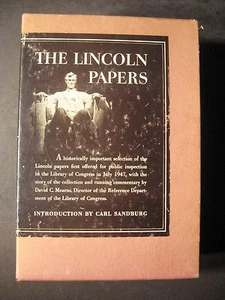 THE LINCOLN
PAPERS
A historically important selection of the
Lincoln papers first offered for public inspection
in the Library of Congress in July 1947, with the
story of the collection and running commentary by
David C. Mearns, Director of the Reference Depart-
ment of the Library of Congress.
INTRODUCTION BY CARL SANDBURG